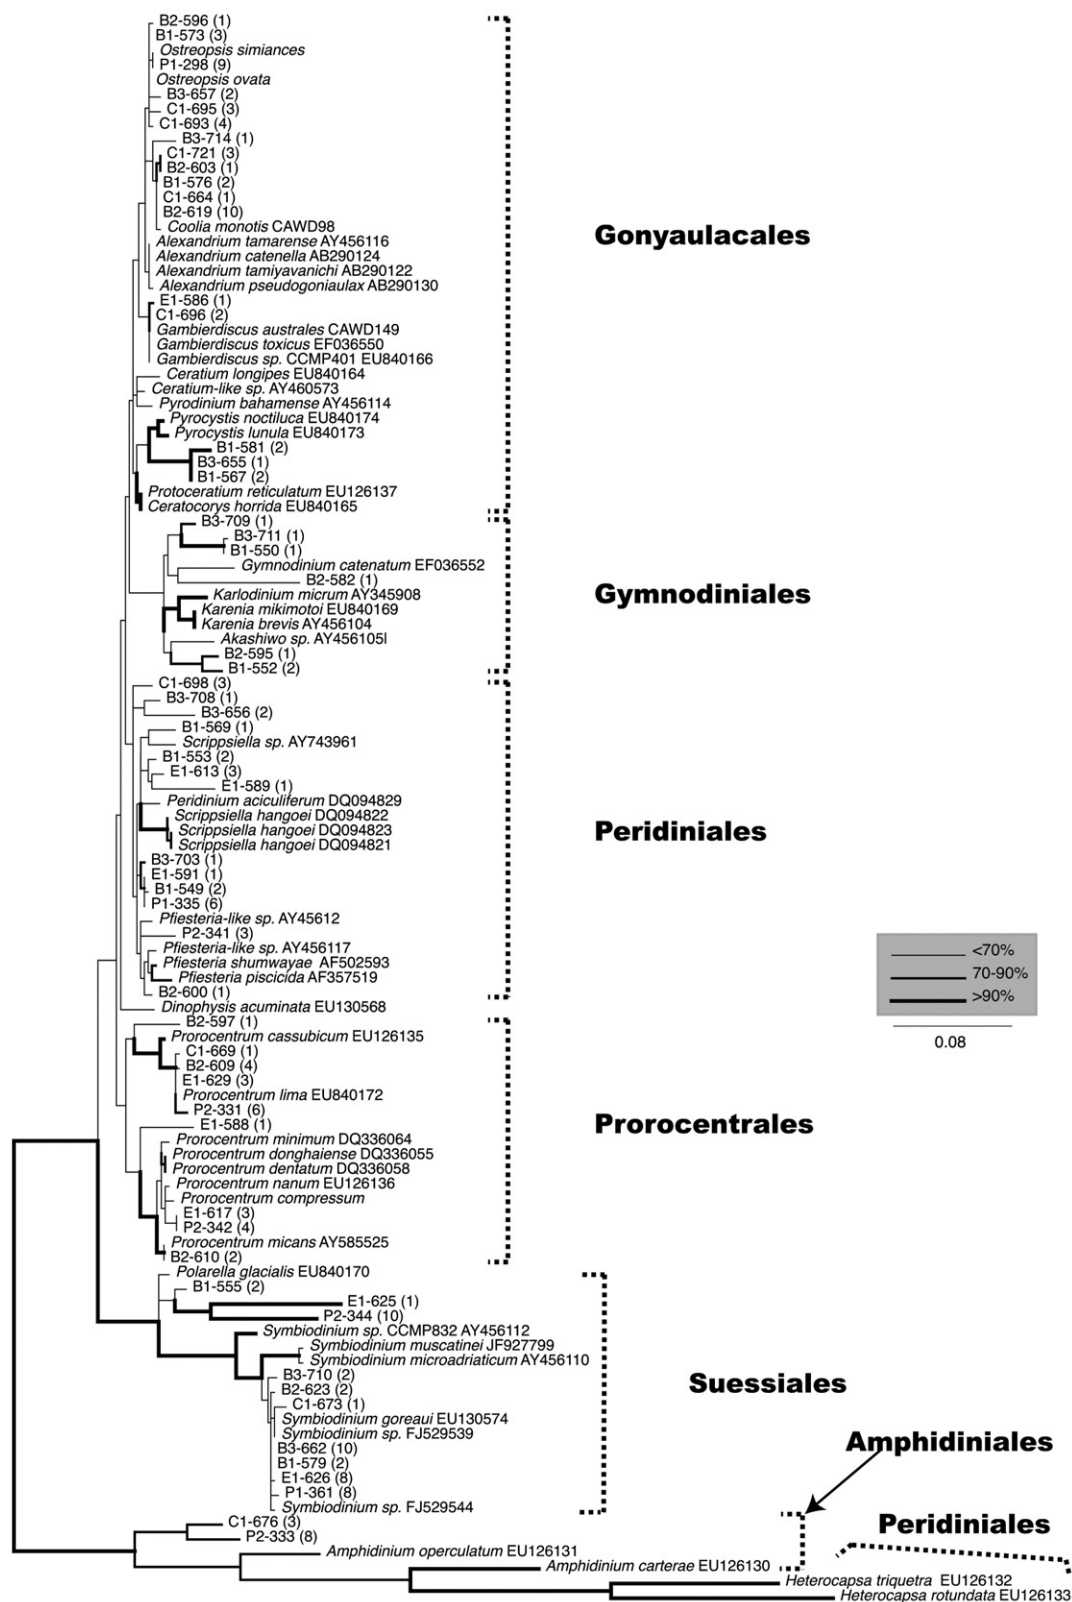 B2-596 (1)
B1-573 (3)
Ostreopsis simiances
P1-298 (9)
Ostreopsis ovata
B3-657 (2)
C1-695 (3)
C1-693 (4)
B3-714 (1)
C1-721 (3)
B2-603 (1)
B1-576 (2)
C1-664 (1)
B2-619 (10)
Coolia monotis CAWD98
Alexandrium tamarense AY456116
Gonyaulacales
Alexandrium catenella AB290124
Alexandrium tamiyavanichi AB290122
Alexandrium pseudogoniaulax AB290130
E1-586 (1)
C1-696 (2)
Gambierdiscus australes CAWD149
Gambierdiscus toxicus EF036550
Gambierdiscus sp. CCMP401 EU840166
Ceratium longipes EU840164
Ceratium-like sp. AY460573
Pyrodinium bahamense AY456114
Pyrocystis noctiluca EU840174
Pyrocystis lunula EU840173
B1-581 (2)
B3-655 (1)
B1-567 (2)
Protoceratium reticulatum EU126137
Ceratocorys horrida EU840165
B3-709 (1)
B3-711 (1)
B1-550 (1)
Gymnodinium catenatum EF036552
B2-582 (1)
Karlodinium micrum AY345908
Gymnodiniales
Karenia mikimotoi EU840169
Karenia brevis AY456104
Akashiwo sp. AY456105l
B2-595 (1)
B1-552 (2)
C1-698 (3)
B3-708 (1)
B3-656 (2)
B1-569 (1)
Scrippsiella sp. AY743961
B1-553 (2)
E1-613 (3)
E1-589 (1)
Peridinium aciculiferum DQ094829
Scrippsiella hangoei DQ094822
Scrippsiella hangoei DQ094823
Peridiniales
Scrippsiella hangoei DQ094821
B3-703 (1)
E1-591 (1)
B1-549 (2)
P1-335 (6)
Pfiesteria-like sp. AY45612
P2-341 (3)
Pfiesteria-like sp. AY456117
Pfiesteria shumwayae AF502593
Pfiesteria piscicida AF357519
B2-600 (1)
<70%
70-90%
>90%
0.08
Dinophysis acuminata EU130568
B2-597 (1)
Prorocentrum cassubicum EU126135
C1-669 (1)
B2-609 (4)
E1-629 (3)
Prorocentrum lima EU840172
P2-331 (6)
E1-588 (1)
Prorocentrales
Prorocentrum minimum DQ336064
Prorocentrum donghaiense DQ336055
Prorocentrum dentatum DQ336058
Prorocentrum nanum EU126136
Prorocentrum compressum
E1-617 (3)
P2-342 (4)
Prorocentrum micans AY585525
B2-610 (2)
Polarella glacialis EU840170
B1-555 (2)
E1-625 (1)
P2-344 (10)
Symbiodinium sp. CCMP832 AY456112
Symbiodinium muscatinei JF927799
Symbiodinium microadriaticum AY456110
B3-710 (2)
Suessiales
B2-623 (2)
C1-673 (1)
Symbiodinium goreaui EU130574
Symbiodinium sp. FJ529539
B3-662 (10)
B1-579 (2)
E1-626 (8)
P1-361 (8)
Symbiodinium sp. FJ529544
Amphidiniales
C1-676 (3)
P2-333 (8)
Peridiniales
Amphidinium operculatum EU126131
Amphidinium carterae EU126130
Heterocapsa triquetra EU126132
Heterocapsa rotundata EU126133